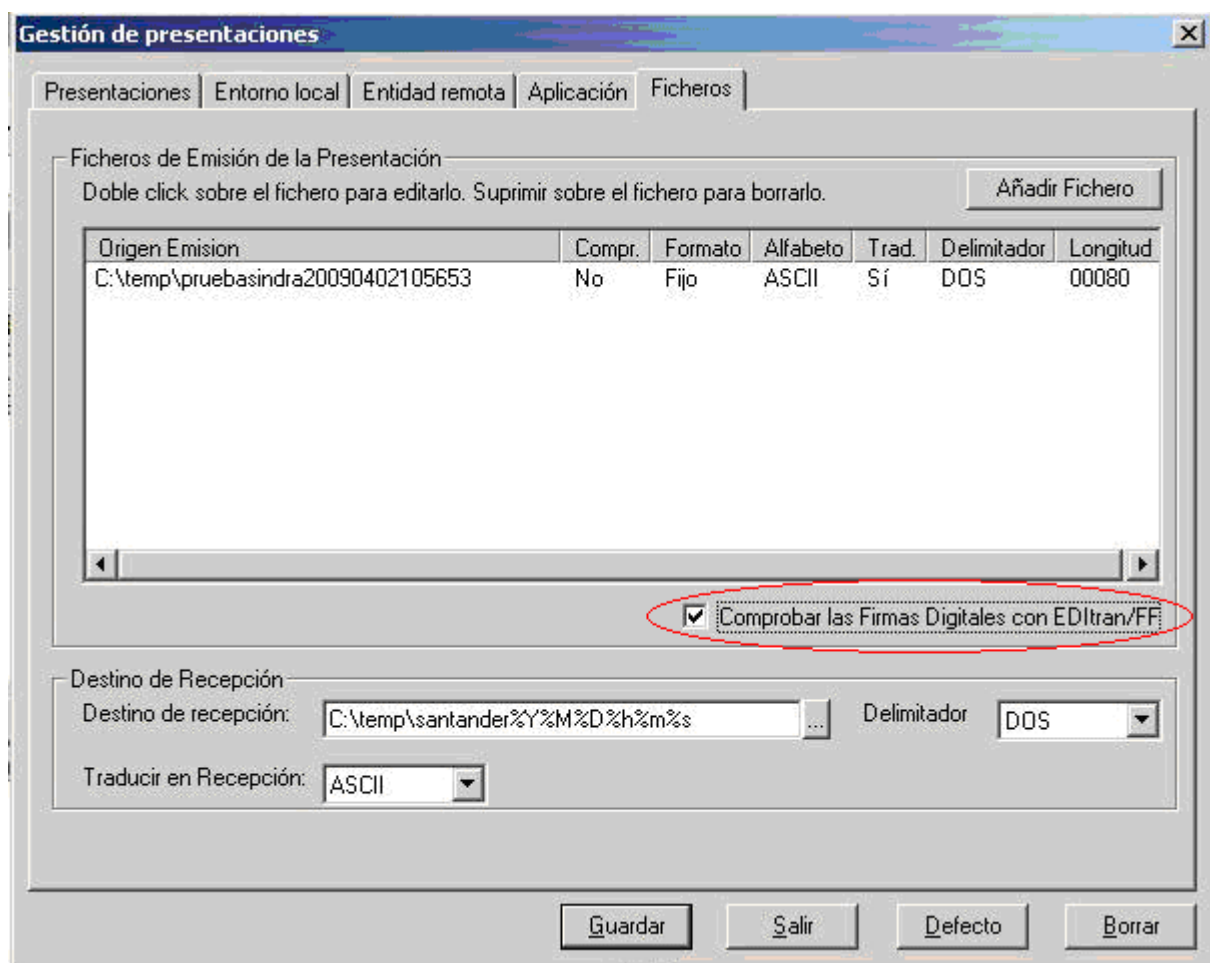 Gestión de presentaciones
Presentaciones Entorno local Entidad remota Aplicación Ficheros
Ficheros de Emisión de la Presentación
Doble click sobre el fichero para editarlo. Suprimir sobre el fichero para borrarlo. Añadir Fichero
Origen Emision Compr. Formato Alfabeto Trad. Delimitador Longitud
C:\temp\pruebasindra20090402105653 No Fijo ASCII Sí DOS 00080
Comprobar las Firmas Digitales con EDItran/FF
Destino de Recepción
Destino de recepción: C:\temp\santander%Y%M%D%h%m%s ... Delimitador DOS
Traducir en Recepción: ASCII
Guardar Salir Defecto Borrar